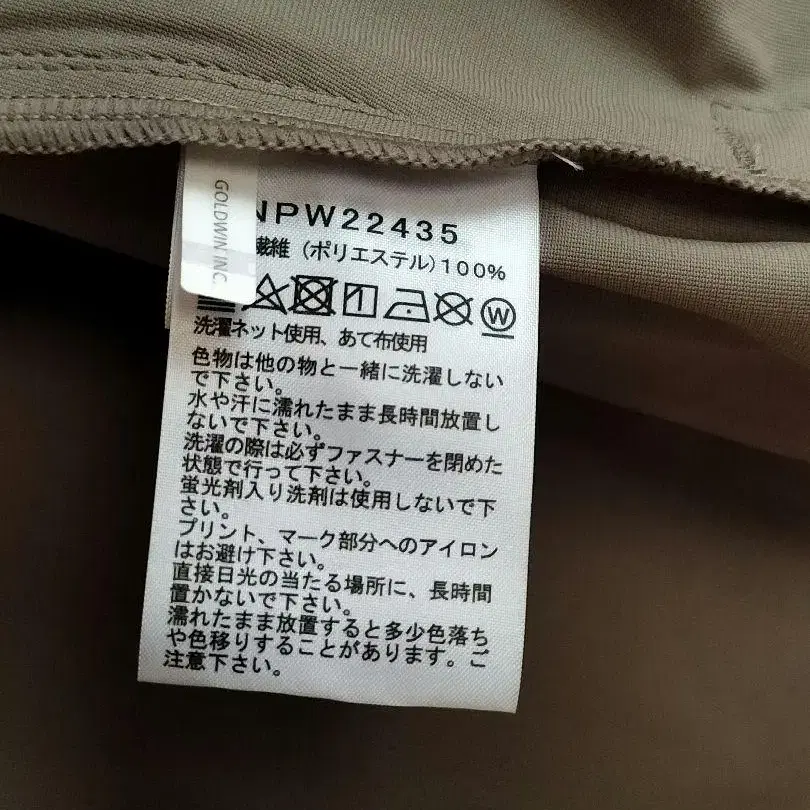 GOLDWIN INC.
NPW22435
繊維 (ポリエステル)100%
W
洗濯ネット使用、あて布使用
色物は他の物と一緒に洗濯しない
で下さい。
水や汗に濡れたまま長時間放置し
ないで下さい。
洗濯の際は必ずファスナーを閉めた
状態で行って下さい。
蛍光剤入り洗剤は使用しないで下
さい。
プリント、マーク部分へのアイロン
はお避け下さい。
直接日光の当たる場所に、長時間
置かないで下さい。
濡れたまま放置すると多少色落ち
や色移りすることがあります。ご
注意下さい。